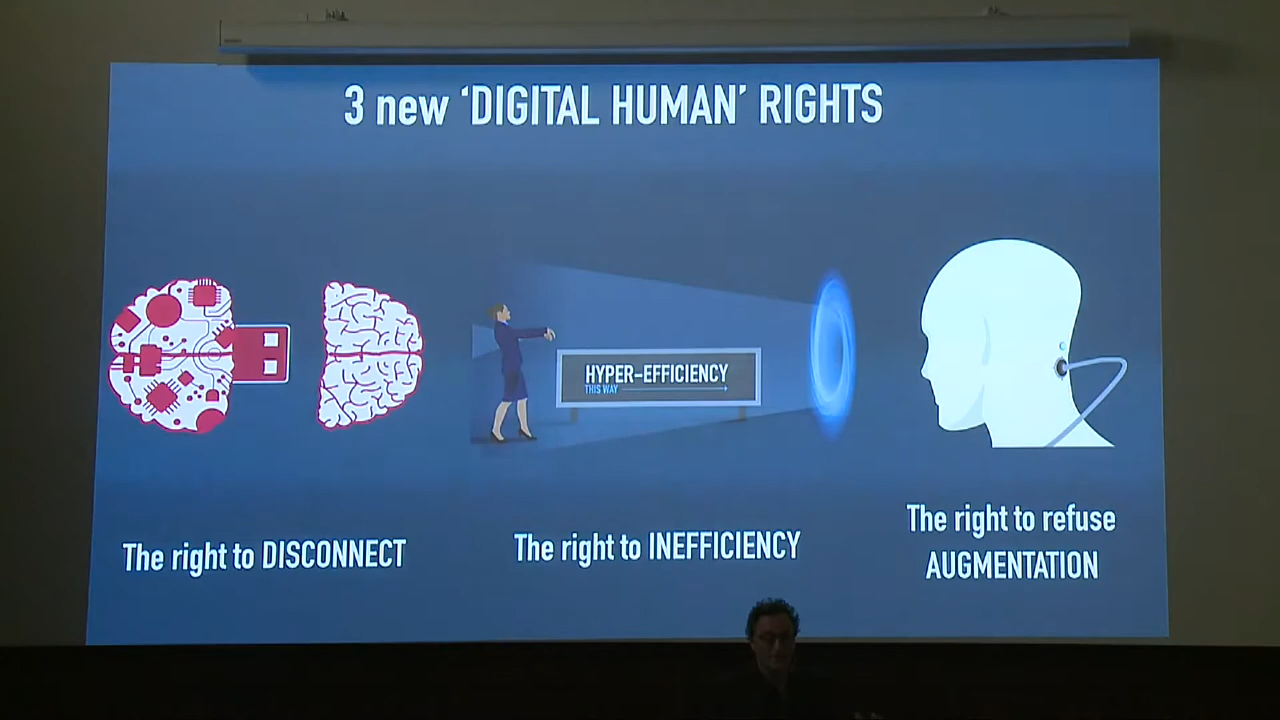 3 new ‘DIGITAL HUMAN’ RIGHTS
HYPER-EFFICIENCY
THIS WAY
The right to DISCONNECT
The right to INEFFICIENCY
The right to refuse
AUGMENTATION